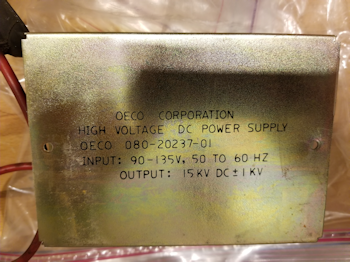 OECO CORPORATION
HIGH VOLTAGE DC POWER SUPPLY
OECO 080-20237-01
INPUT: 90-135V, 50 TO 60 HZ
OUTPUT: 15KV DC±1KV